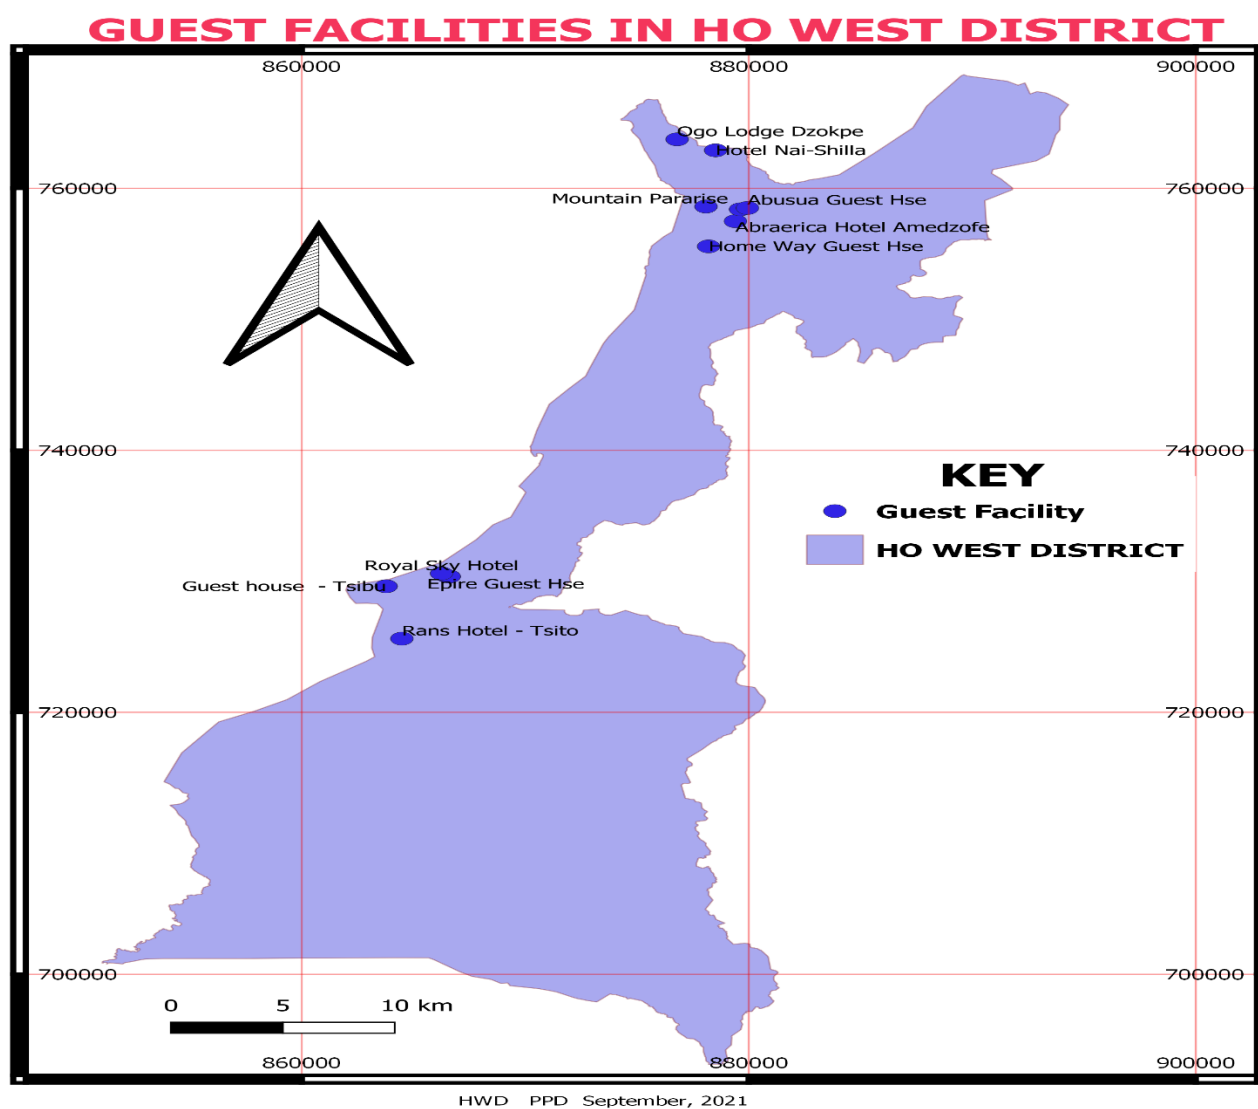 GUEST FACILITIES IN HO WEST DISTRICT
860000 880000 900000
Ogo Lodge Dzokpe
Hotel Nai-Shilla
760000 760000
Mountain Pararise Abusua Guest Hse
Abraerica Hotel Amedzofe
Home Way Guest Hse
740000 740000
KEY
Guest Facility
HO WEST DISTRICT
Royal Sky Hotel
Guest house - Tsibu Epire Guest Hse
Rans Hotel - Tsito
720000 720000
700000 700000
0 5 10 km
860000 880000 900000
HWD PPD September, 2021